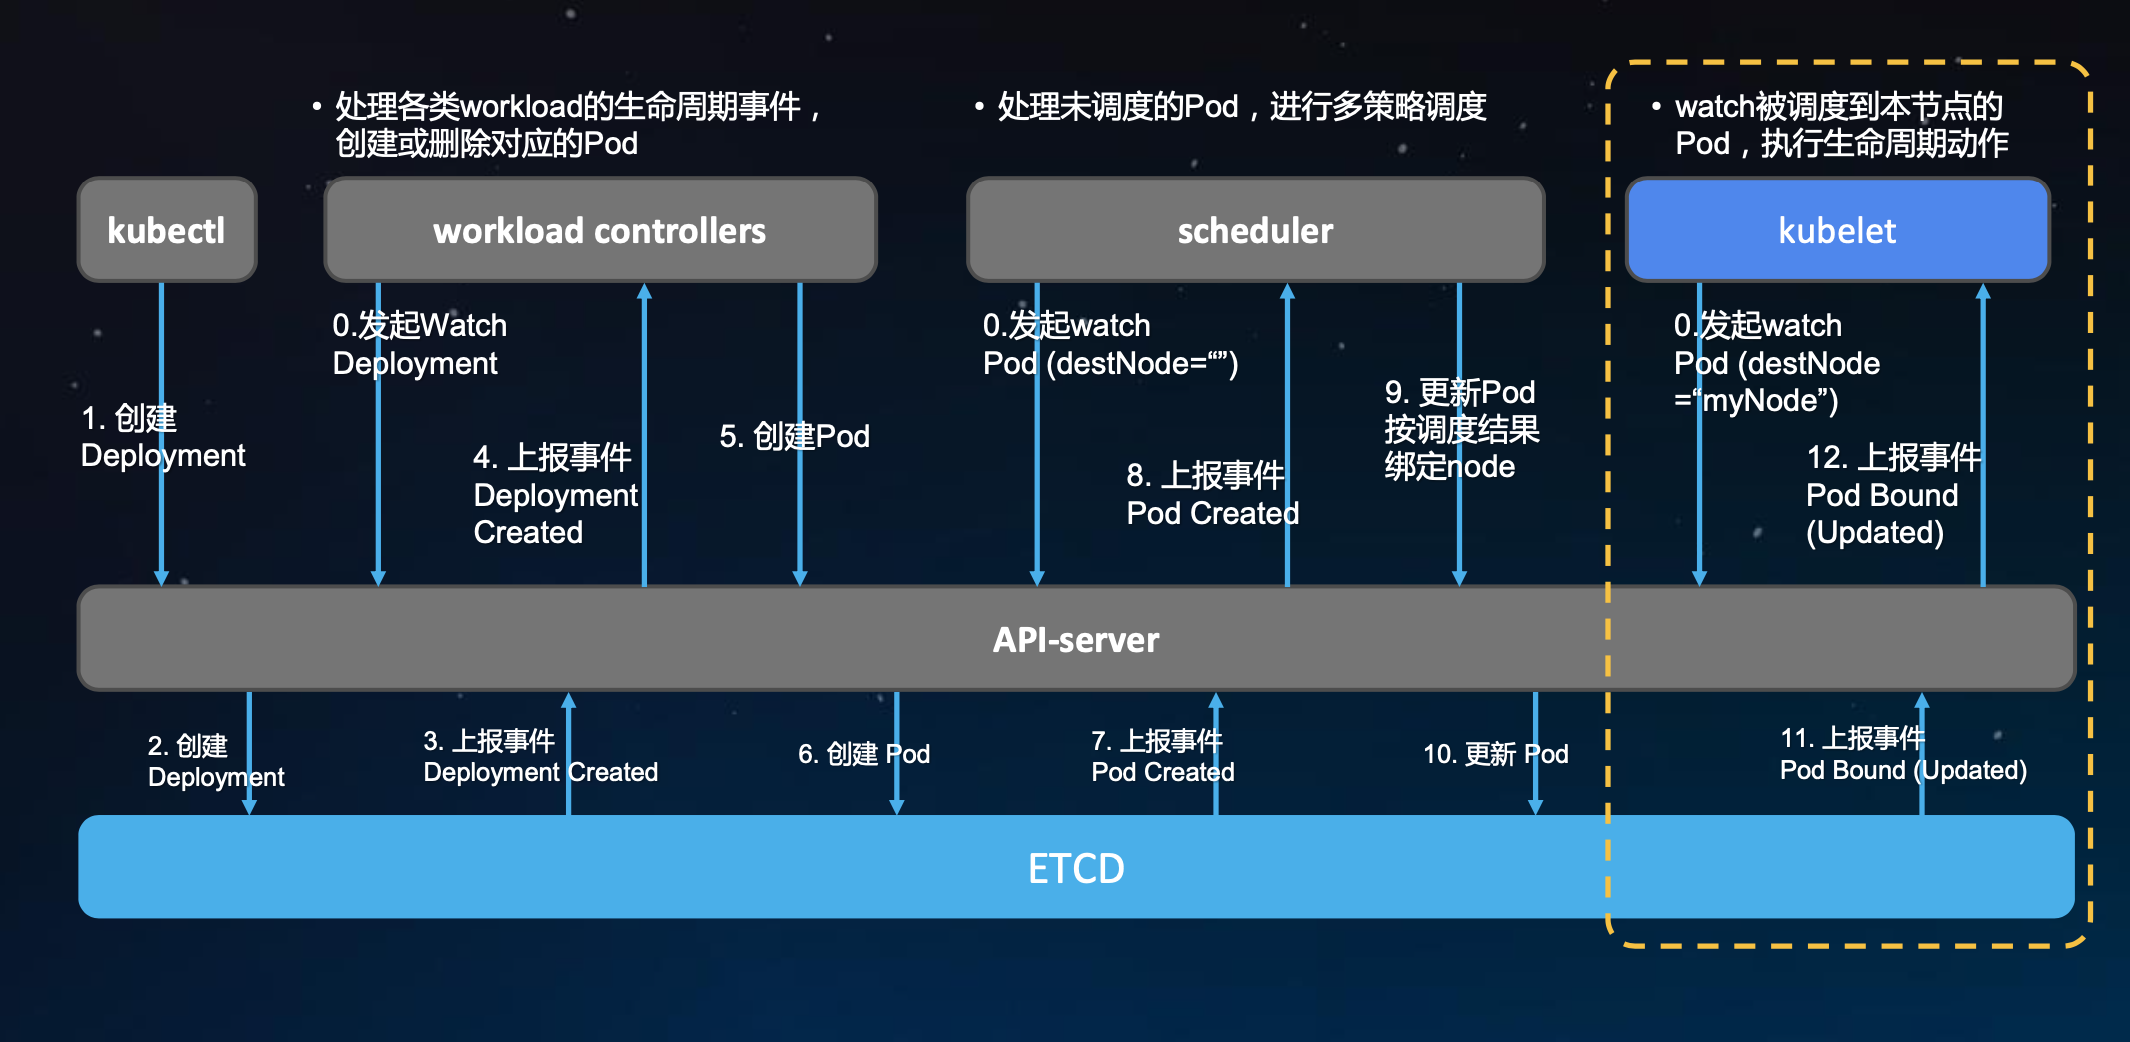 • 处理各类workload的生命周期事件，
创建或删除对应的Pod
• 处理未调度的Pod，进行多策略调度
• watch被调度到本节点的
Pod，执行生命周期动作
kubectl
workload controllers
scheduler
kubelet
0.发起Watch
Deployment
0.发起watch
Pod (destNode=“”)
0.发起watch
Pod (destNode
=“myNode”)
1. 创建
Deployment
4. 上报事件
Deployment
Created
5. 创建Pod
8. 上报事件
Pod Created
9. 更新Pod
按调度结果
绑定node
12. 上报事件
Pod Bound
(Updated)
API-server
2. 创建
Deployment
3. 上报事件
Deployment Created
6. 创建 Pod
7. 上报事件
Pod Created
10. 更新 Pod
11. 上报事件
Pod Bound (Updated)
ETCD